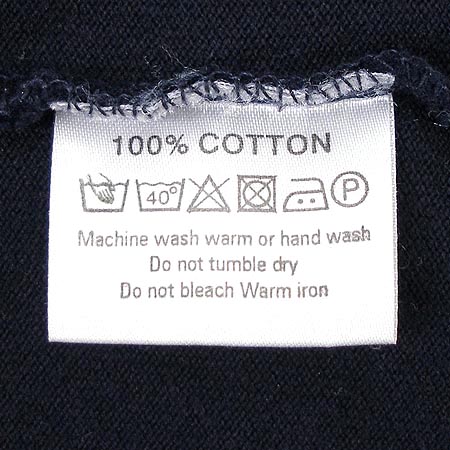 100% COTTON
40° P
Machine wash warm or hand wash
Do not tumble dry
Do not bleach Warm iron